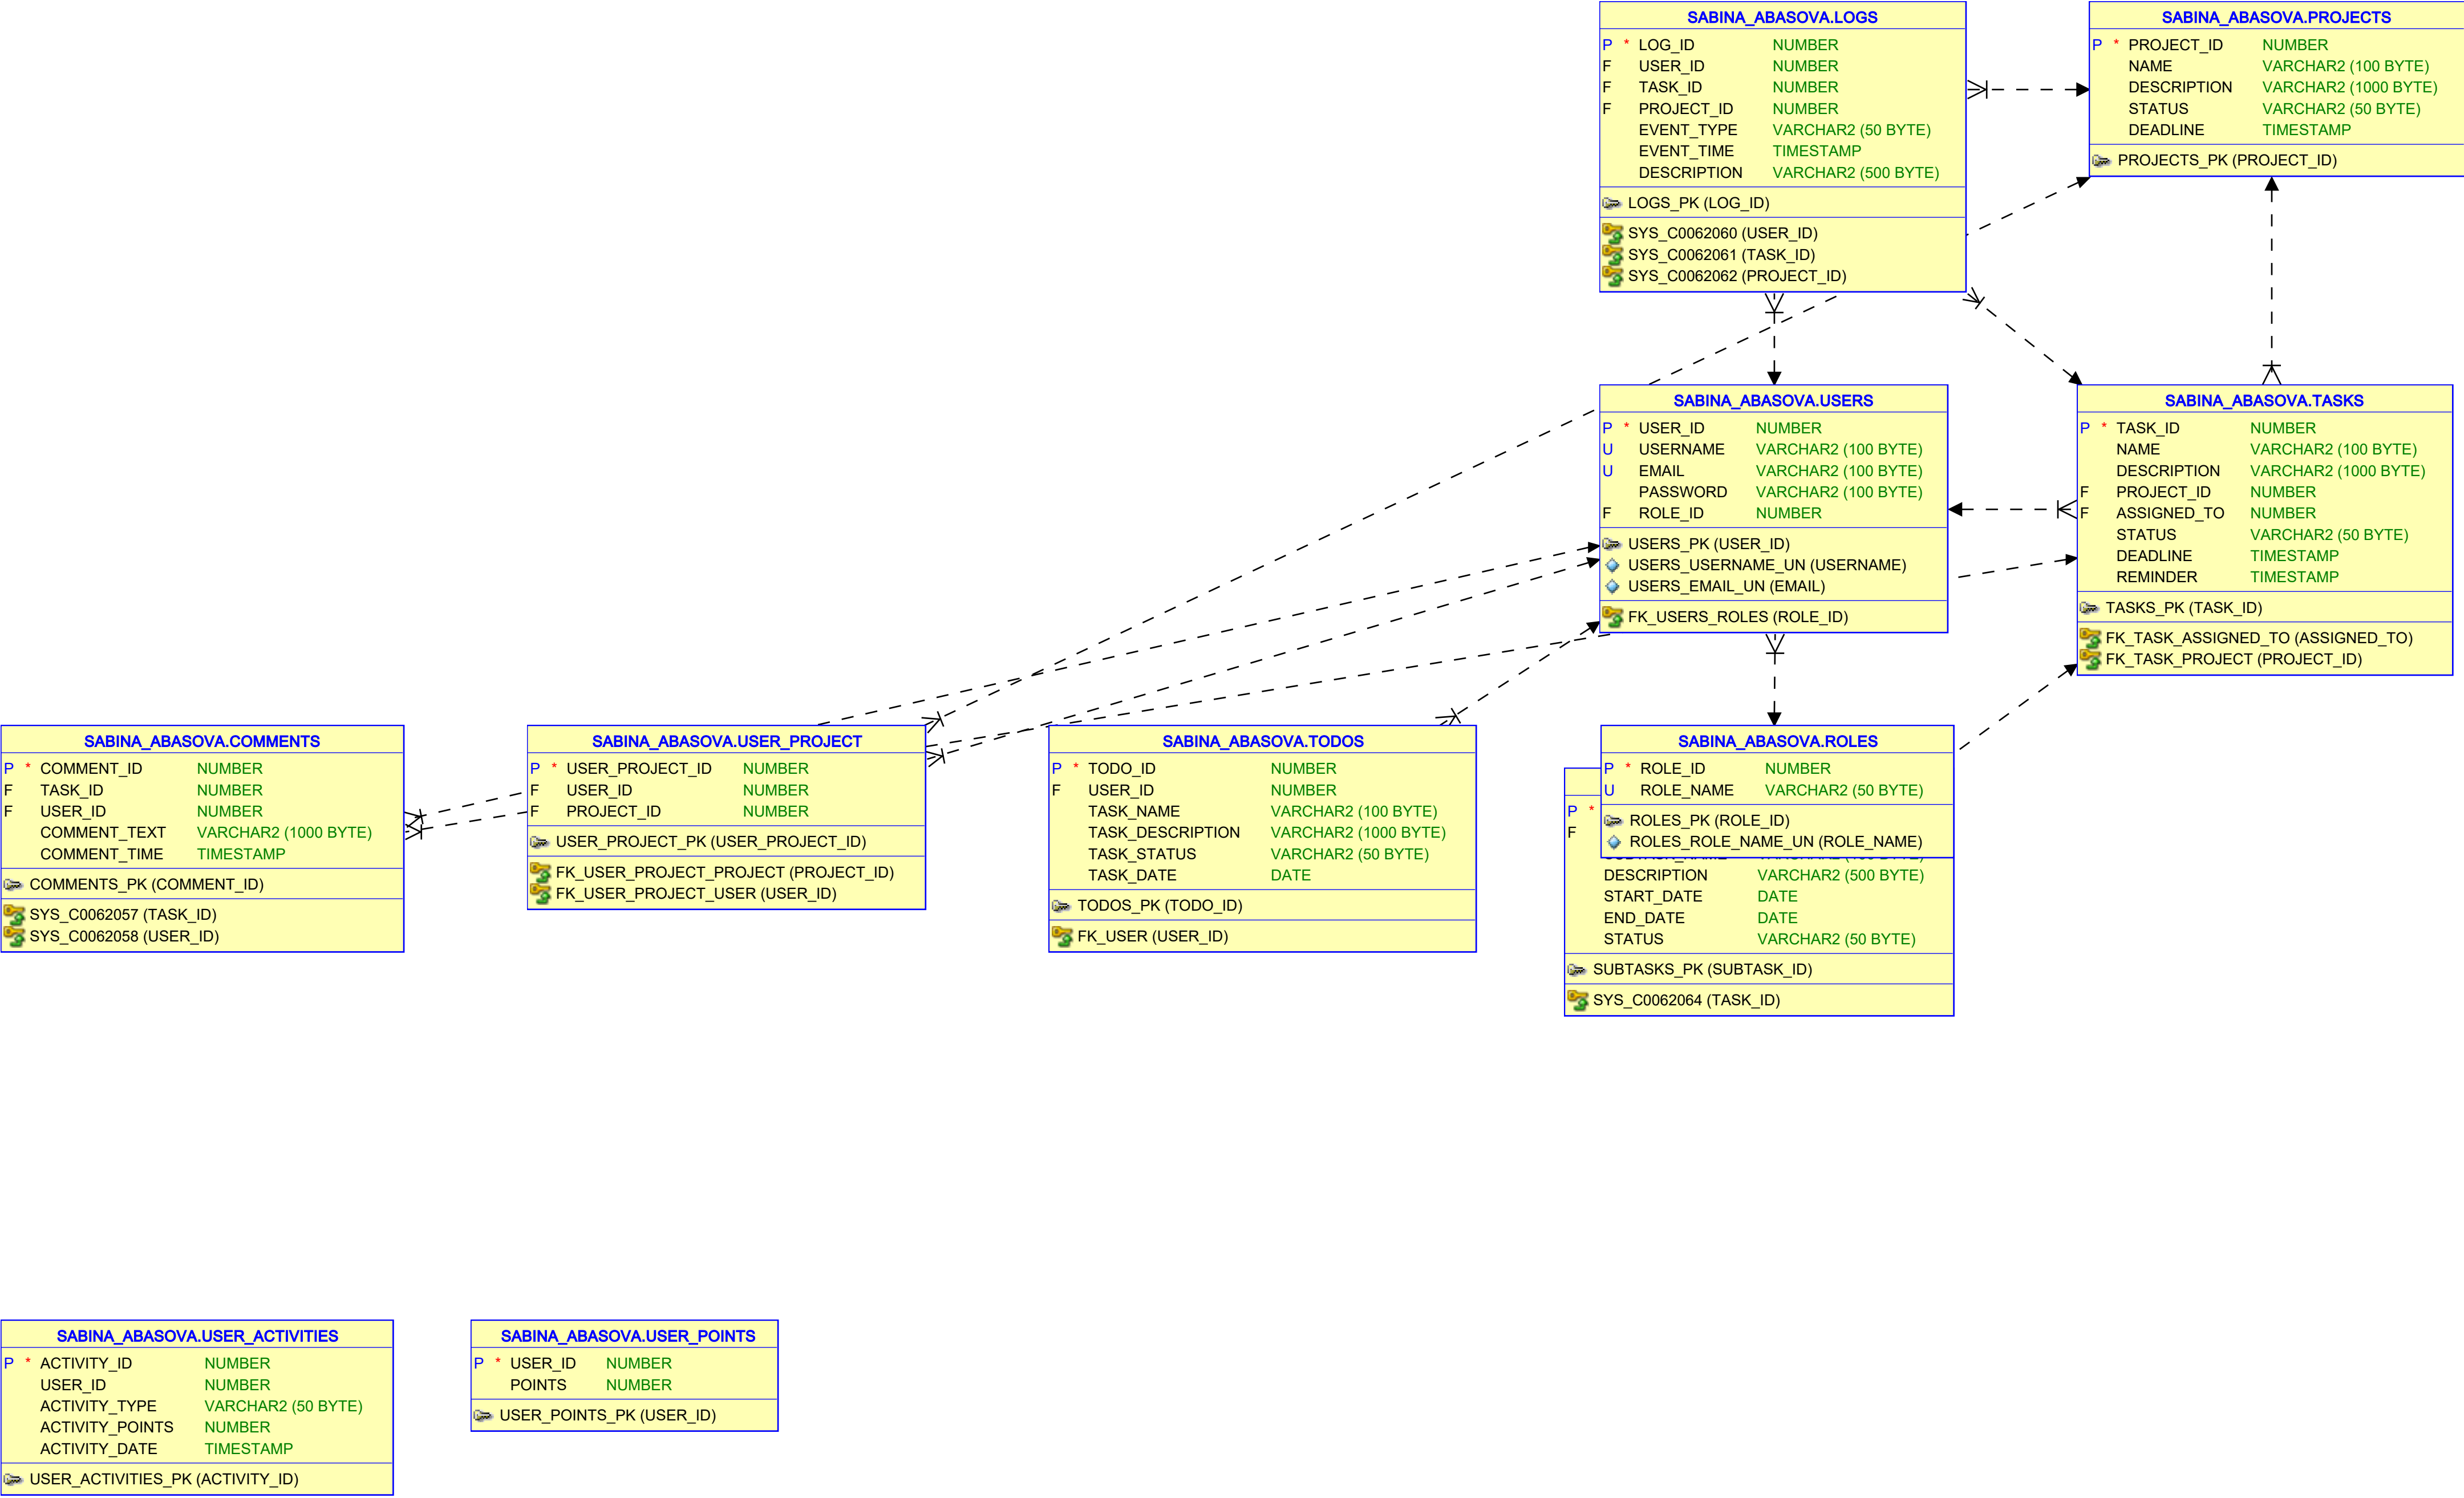 SABINA_ABASOVA.LOGS
P * LOG_ID NUMBER
F USER_ID NUMBER
F TASK_ID NUMBER
F PROJECT_ID NUMBER
EVENT_TYPE VARCHAR2 (50 BYTE)
EVENT_TIME TIMESTAMP
DESCRIPTION VARCHAR2 (500 BYTE)
LOGS_PK (LOG_ID)
SYS_C0062060 (USER_ID)
SYS_C0062061 (TASK_ID)
SYS_C0062062 (PROJECT_ID)
SABINA_ABASOVA.PROJECTS
P * PROJECT_ID NUMBER
NAME VARCHAR2 (100 BYTE)
DESCRIPTION VARCHAR2 (1000 BYTE)
STATUS VARCHAR2 (50 BYTE)
DEADLINE TIMESTAMP
PROJECTS_PK (PROJECT_ID)
SABINA_ABASOVA.USERS
P * USER_ID NUMBER
U USERNAME VARCHAR2 (100 BYTE)
U EMAIL VARCHAR2 (100 BYTE)
PASSWORD VARCHAR2 (100 BYTE)
F ROLE_ID NUMBER
USERS_PK (USER_ID)
USERS_USERNAME_UN (USERNAME)
USERS_EMAIL_UN (EMAIL)
FK_USERS_ROLES (ROLE_ID)
SABINA_ABASOVA.TASKS
P * TASK_ID NUMBER
NAME VARCHAR2 (100 BYTE)
DESCRIPTION VARCHAR2 (1000 BYTE)
F PROJECT_ID NUMBER
F ASSIGNED_TO NUMBER
STATUS VARCHAR2 (50 BYTE)
DEADLINE TIMESTAMP
REMINDER TIMESTAMP
TASKS_PK (TASK_ID)
FK_TASK_ASSIGNED_TO (ASSIGNED_TO)
FK_TASK_PROJECT (PROJECT_ID)
SABINA_ABASOVA.COMMENTS
P * COMMENT_ID NUMBER
F TASK_ID NUMBER
F USER_ID NUMBER
COMMENT_TEXT VARCHAR2 (1000 BYTE)
COMMENT_TIME TIMESTAMP
COMMENTS_PK (COMMENT_ID)
SYS_C0062057 (TASK_ID)
SYS_C0062058 (USER_ID)
SABINA_ABASOVA.USER_PROJECT
P * USER_PROJECT_ID NUMBER
F USER_ID NUMBER
F PROJECT_ID NUMBER
USER_PROJECT_PK (USER_PROJECT_ID)
FK_USER_PROJECT_PROJECT (PROJECT_ID)
FK_USER_PROJECT_USER (USER_ID)
SABINA_ABASOVA.TODOS
P * TODO_ID NUMBER
F USER_ID NUMBER
TASK_NAME VARCHAR2 (100 BYTE)
TASK_DESCRIPTION VARCHAR2 (1000 BYTE)
TASK_STATUS VARCHAR2 (50 BYTE)
TASK_DATE DATE
TODOS_PK (TODO_ID)
FK_USER (USER_ID)
SABINA_ABASOVA.ROLES
P * ROLE_ID NUMBER
U ROLE_NAME VARCHAR2 (50 BYTE)
ROLES_PK (ROLE_ID)
ROLES_ROLE_NAME_UN (ROLE_NAME)
P *
F
DESCRIPTION VARCHAR2 (500 BYTE)
START_DATE DATE
END_DATE DATE
STATUS VARCHAR2 (50 BYTE)
SUBTASKS_PK (SUBTASK_ID)
SYS_C0062064 (TASK_ID)
SABINA_ABASOVA.USER_ACTIVITIES
P * ACTIVITY_ID NUMBER
USER_ID NUMBER
ACTIVITY_TYPE VARCHAR2 (50 BYTE)
ACTIVITY_POINTS NUMBER
ACTIVITY_DATE TIMESTAMP
USER_ACTIVITIES_PK (ACTIVITY_ID)
SABINA_ABASOVA.USER_POINTS
P * USER_ID NUMBER
POINTS NUMBER
USER_POINTS_PK (USER_ID)